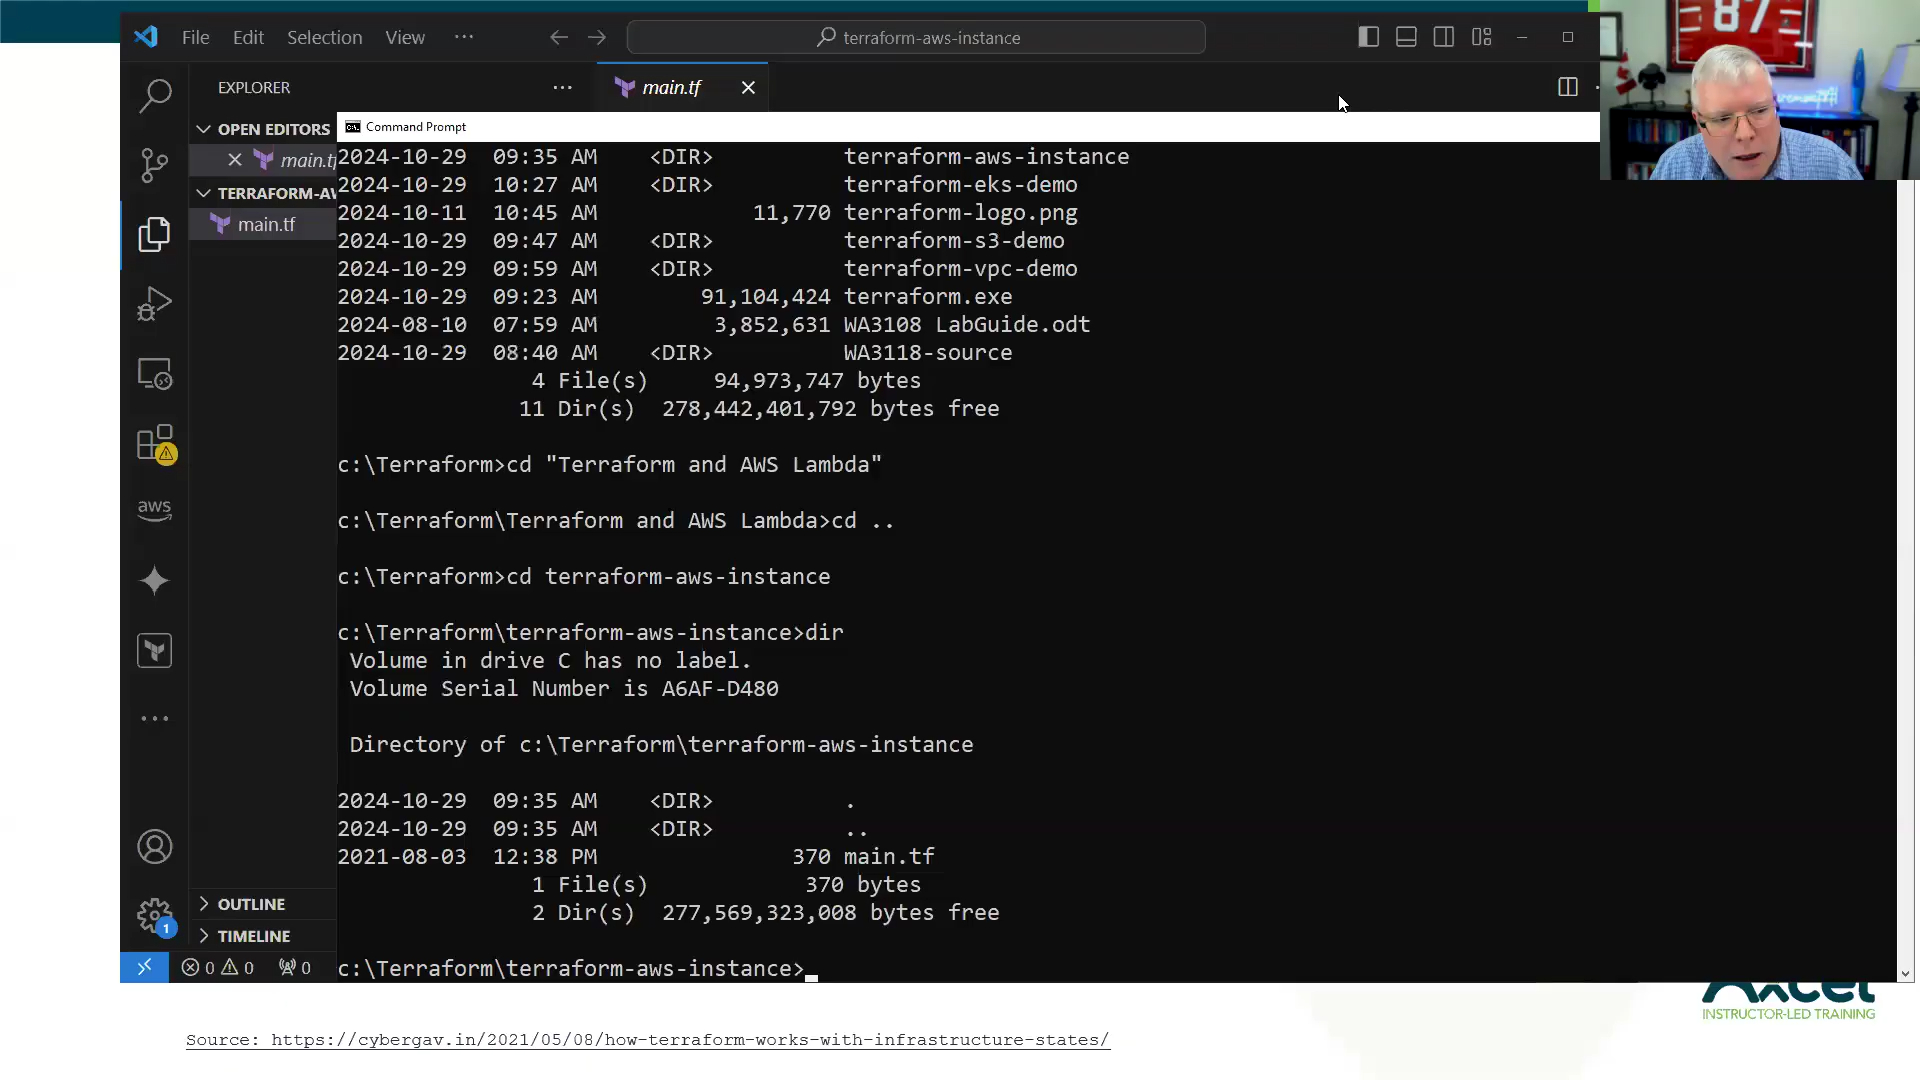 File Edit Selection View ··· terraform-aws-instance
EXPLORER ··· main.tf
OPEN EDITORS
Command Prompt
main.tf
TERRAFORM-AW
main.tf
2024-10-29 09:35 AM <DIR> terraform-aws-instance
2024-10-29 10:27 AM <DIR> terraform-eks-demo
2024-10-11 10:45 AM 11,770 terraform-logo.png
2024-10-29 09:47 AM <DIR> terraform-s3-demo
2024-10-29 09:59 AM <DIR> terraform-vpc-demo
2024-10-29 09:23 AM 91,104,424 terraform.exe
2024-08-10 07:59 AM 3,852,631 WA3108 LabGuide.odt
2024-10-29 08:40 AM <DIR> WA3118-source
4 File(s) 94,973,747 bytes
11 Dir(s) 278,442,401,792 bytes free
c:\Terraform>cd "Terraform and AWS Lambda"
c:\Terraform\Terraform and AWS Lambda>cd ..
c:\Terraform>cd terraform-aws-instance
c:\Terraform\terraform-aws-instance>dir
Volume in drive C has no label.
Volume Serial Number is A6AF-D480
Directory of c:\Terraform\terraform-aws-instance
2024-10-29 09:35 AM <DIR> .
2024-10-29 09:35 AM <DIR> ..
2021-08-03 12:38 PM 370 main.tf
1 File(s) 370 bytes
2 Dir(s) 277,569,323,008 bytes free
c:\Terraform\terraform-aws-instance>
aws
OUTLINE
1
TIMELINE
0 0 0
87
Axcel
INSTRUCTOR-LED TRAINING
Source: https://cybergav.in/2021/05/08/how-terraform-works-with-infrastructure-states/